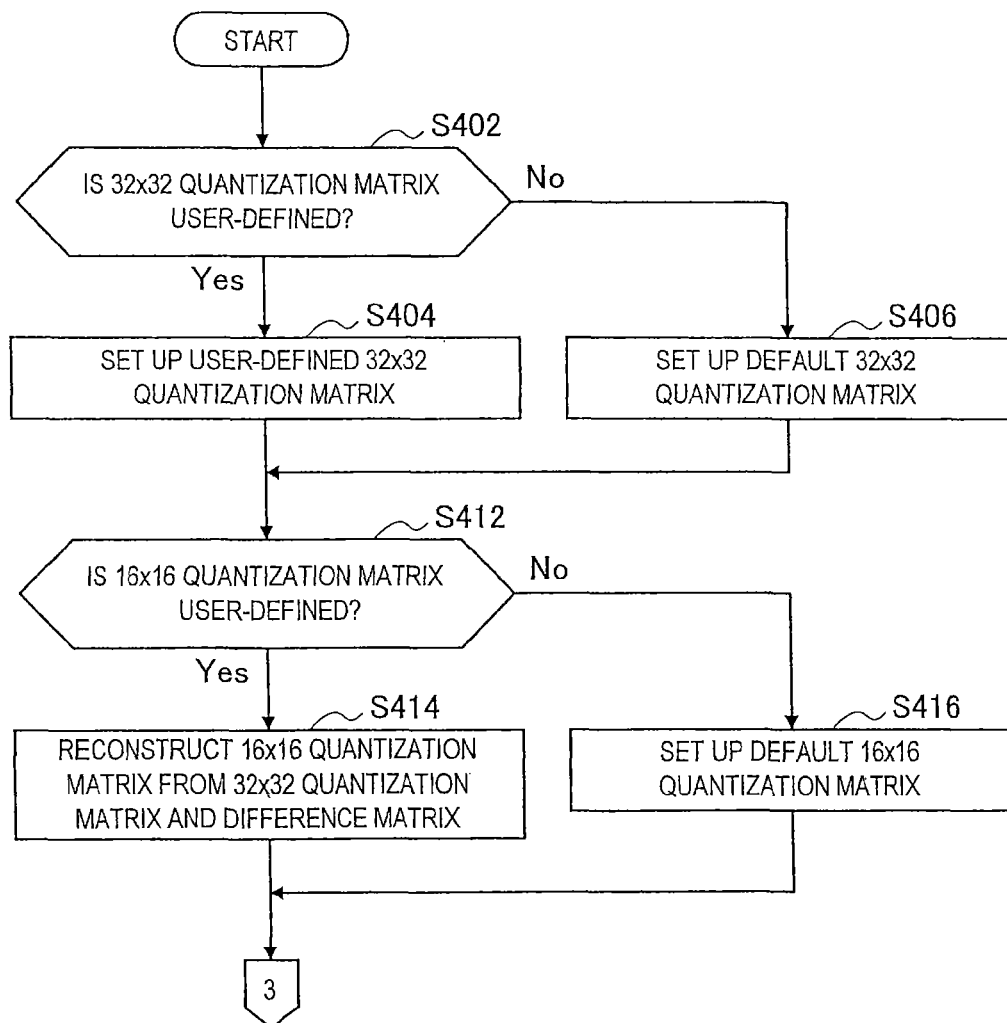 START
S402
IS 32x32 QUANTIZATION MATRIX
USER-DEFINED?
No
Yes
S404
SET UP USER-DEFINED 32x32
QUANTIZATION MATRIX
S406
SET UP DEFAULT 32x32
QUANTIZATION MATRIX
S412
IS 16x16 QUANTIZATION MATRIX
USER-DEFINED?
No
Yes
S414
RECONSTRUCT 16x16 QUANTIZATION
MATRIX FROM 32x32 QUANTIZATION
MATRIX AND DIFFERENCE MATRIX
S416
SET UP DEFAULT 16x16
QUANTIZATION MATRIX
3